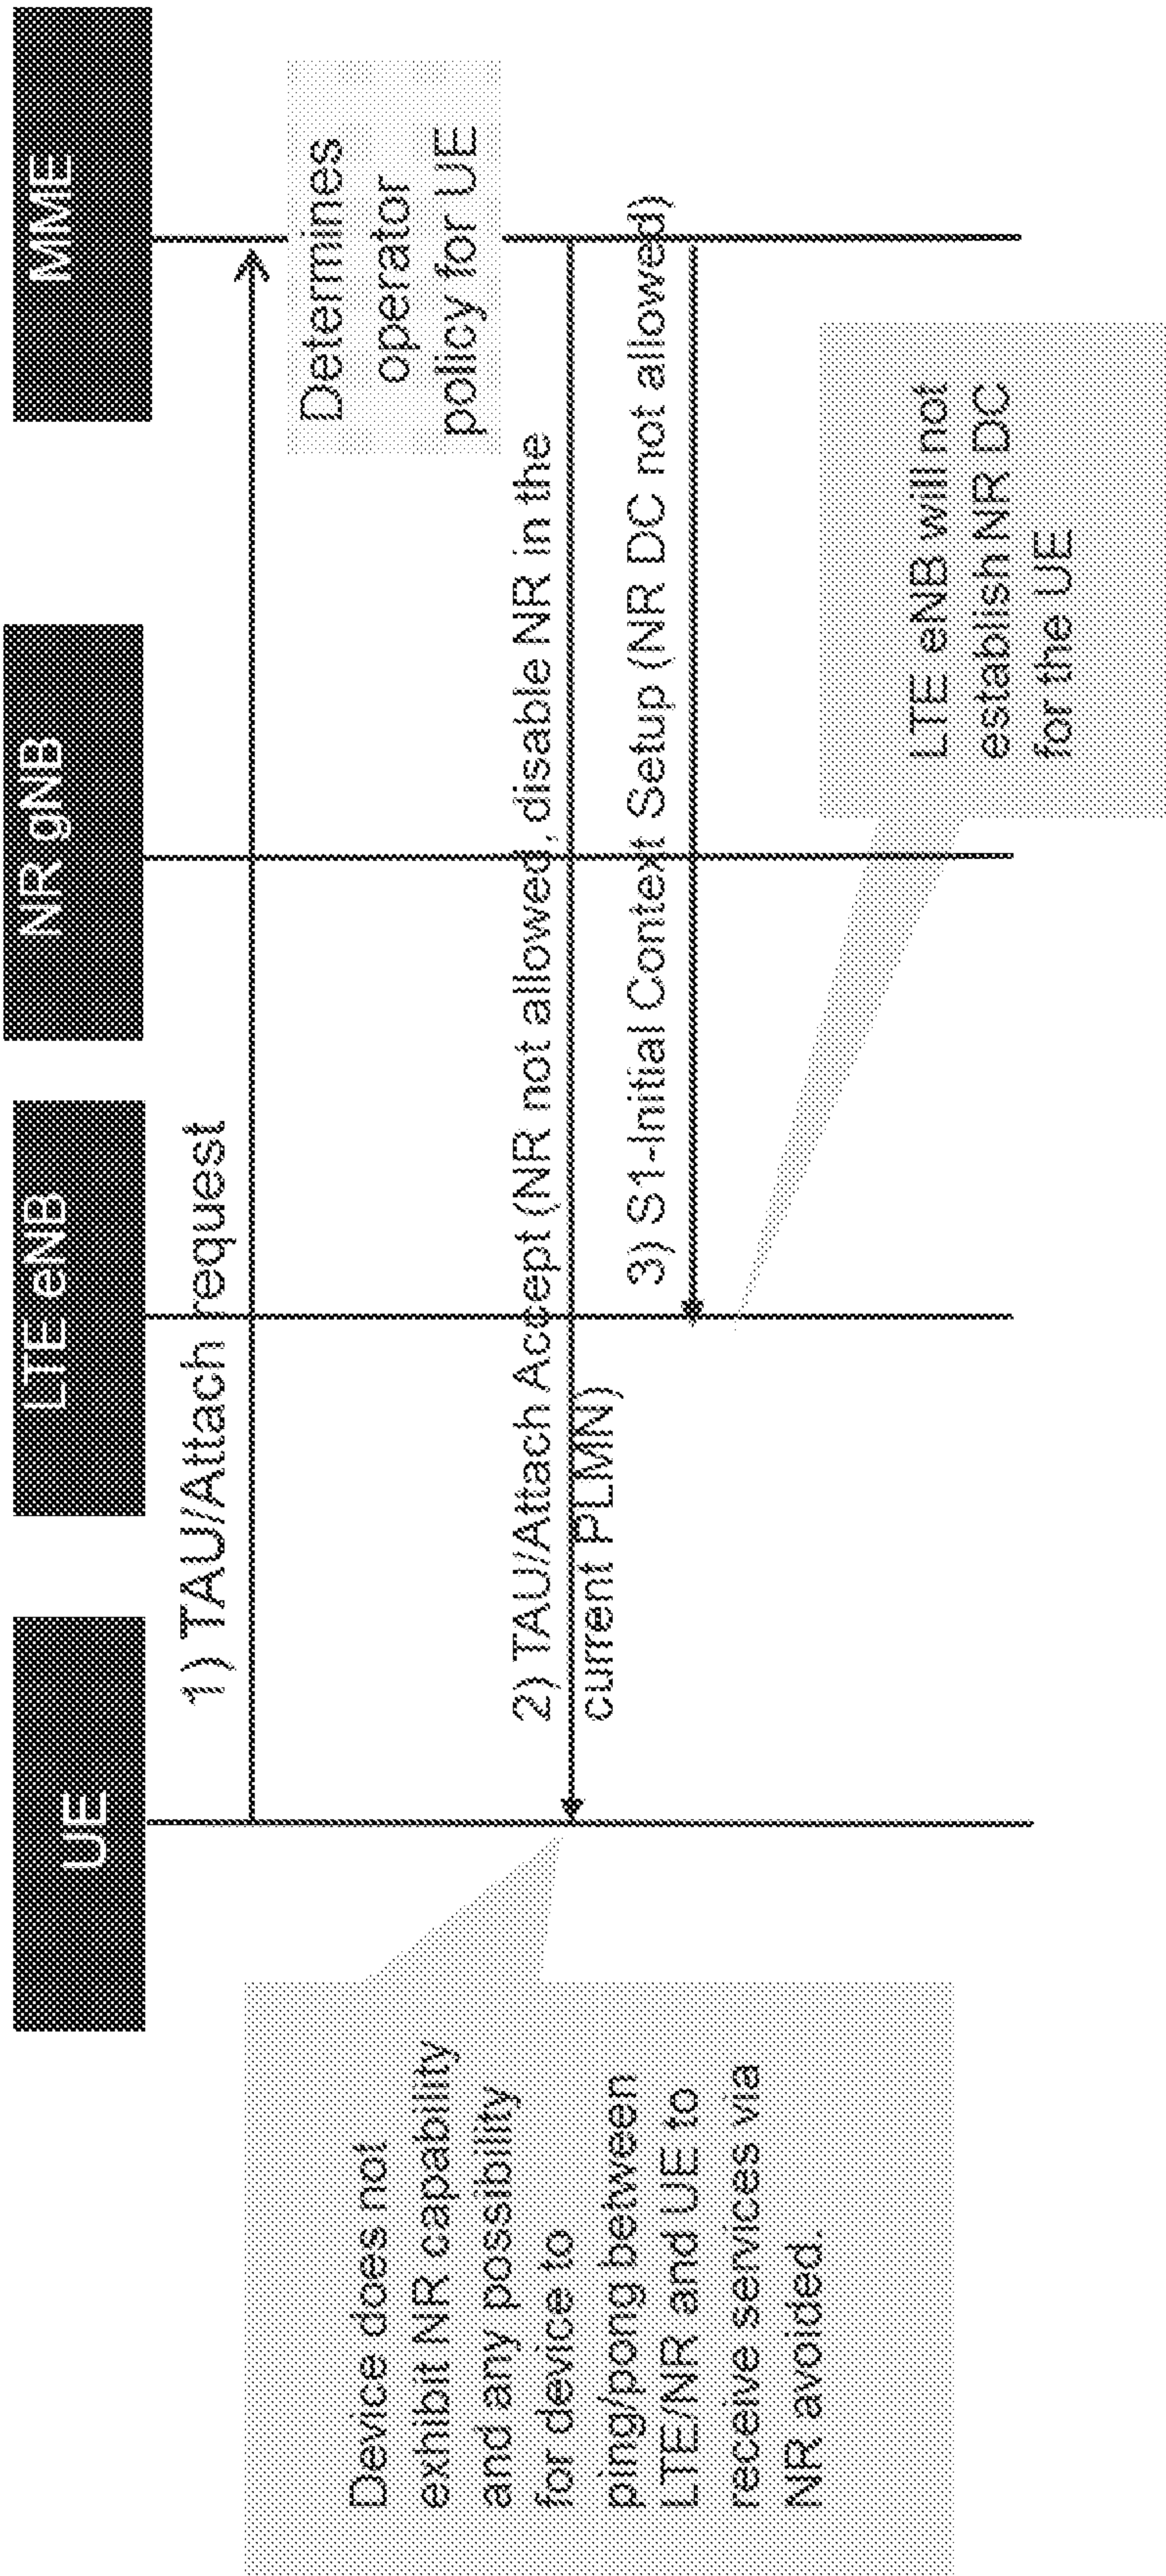 UE
LTE eNB
NR gNB
MME
1) TAU/Attach request
Determines
operator
policy for UE
2) TAU/Attach Accept (NR not allowed, disable NR in the
current PLMN)
3) S1-Initial Context Setup (NR DC not allowed)
Device does not
exhibit NR capability
and any possibility
for device to
ping/pong between
LTE/NR and UE to
receive services via
NR avoided.
LTE eNB will not
establish NR DC
for the UE